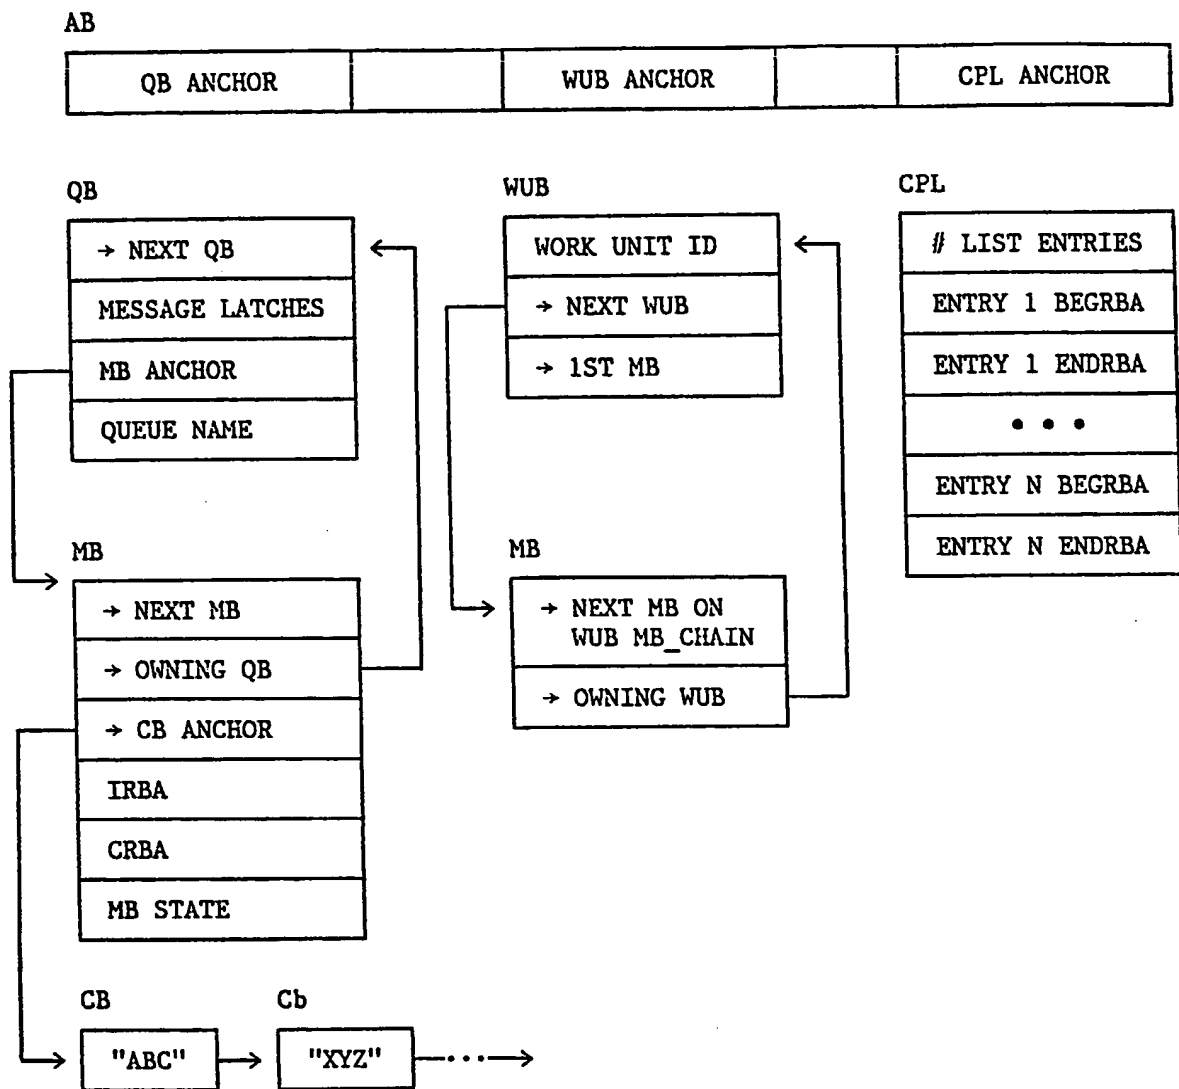 AB
QB ANCHOR
WUB ANCHOR
CPL ANCHOR
QB
→ NEXT QB
MESSAGE LATCHES
MB ANCHOR
QUEUE NAME
WUB
WORK UNIT ID
→ NEXT WUB
→ 1ST MB
CPL
# LIST ENTRIES
ENTRY 1 BEGRBA
ENTRY 1 ENDRBA
• • •
ENTRY N BEGRBA
ENTRY N ENDRBA
MB
→ NEXT MB
→ OWNING QB
→ CB ANCHOR
IRBA
CRBA
MB STATE
MB
→ NEXT MB ON
WUB MB_CHAIN
→ OWNING WUB
CB
"ABC"
Cb
"XYZ"